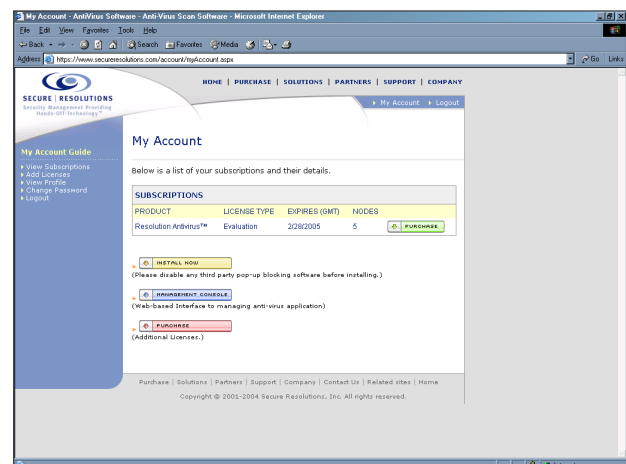 My Account - AntiVirus Software - Anti-Virus Scan Software - Microsoft Internet Explorer
File Edit View Favorites Tools Help
Back Search Favorites Media
Address https://www.secureresolutions.com/account/myAccount.aspx Go Links
HOME | PURCHASE | SOLUTIONS | PARTNERS | SUPPORT | COMPANY
My Account Logout
SECURE | RESOLUTIONS
Security Management Providing
Hands-Off-Technology™
My Account Guide
View Subscriptions
Add Licenses
View Profile
Change Password
Logout
My Account
Below is a list of your subscriptions and their details.
SUBSCRIPTIONS
PRODUCT LICENSE TYPE EXPIRES (GMT) NODES
Resolution Antivirus™ Evaluation 2/28/2005 5 PURCHASE
INSTALL NOW
(Please disable any third party pop-up blocking software before installing.)
MANAGEMENT CONSOLE
(Web-based Interface to managing anti-virus application)
PURCHASE
(Additional Licenses.)
Purchase | Solutions | Partners | Support | Company | Contact Us | Related sites | Home
Copyright @ 2001-2004 Secure Resolutions, Inc. All rights reserved.